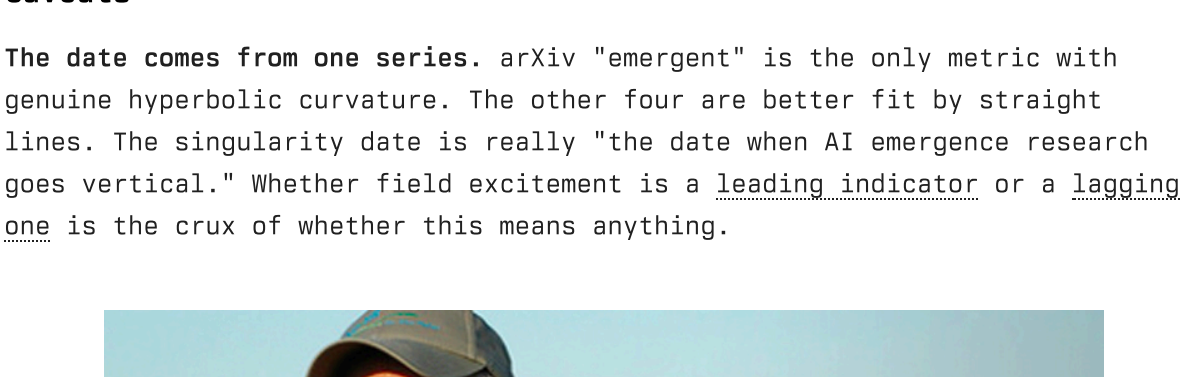 The date comes from one series. arXiv "emergent" is the only metric with
genuine hyperbolic curvature. The other four are better fit by straight
lines. The singularity date is really "the date when AI emergence research
goes vertical." Whether field excitement is a leading indicator or a lagging
one is the crux of whether this means anything.